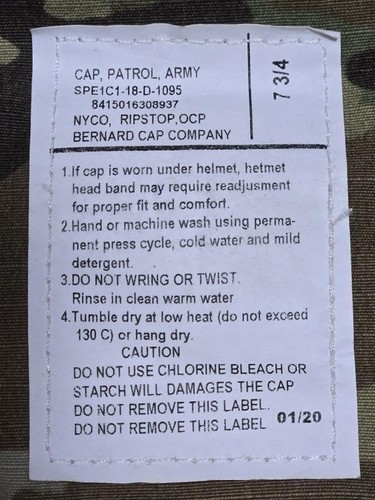 CAP, PATROL, ARMY
SPE1C1-18-D-1095
8415016308937
NYCO, RIPSTOP,OCP
BERNARD CAP COMPANY
7 3/4
1.If cap is worn under helmet, hetmet
head band may require readjusment
for proper fit and comfort.
2.Hand or machine wash using perma-
nent press cycle, cold water and mild
detergent.
3.DO NOT WRING OR TWIST.
Rinse in clean warm water
4.Tumble dry at low heat (do not exceed
130 C) or hang dry.
CAUTION
DO NOT USE CHLORINE BLEACH OR
STARCH WILL DAMAGES THE CAP
DO NOT REMOVE THIS LABEL.
DO NOT REMOVE THIS LABEL 01/20